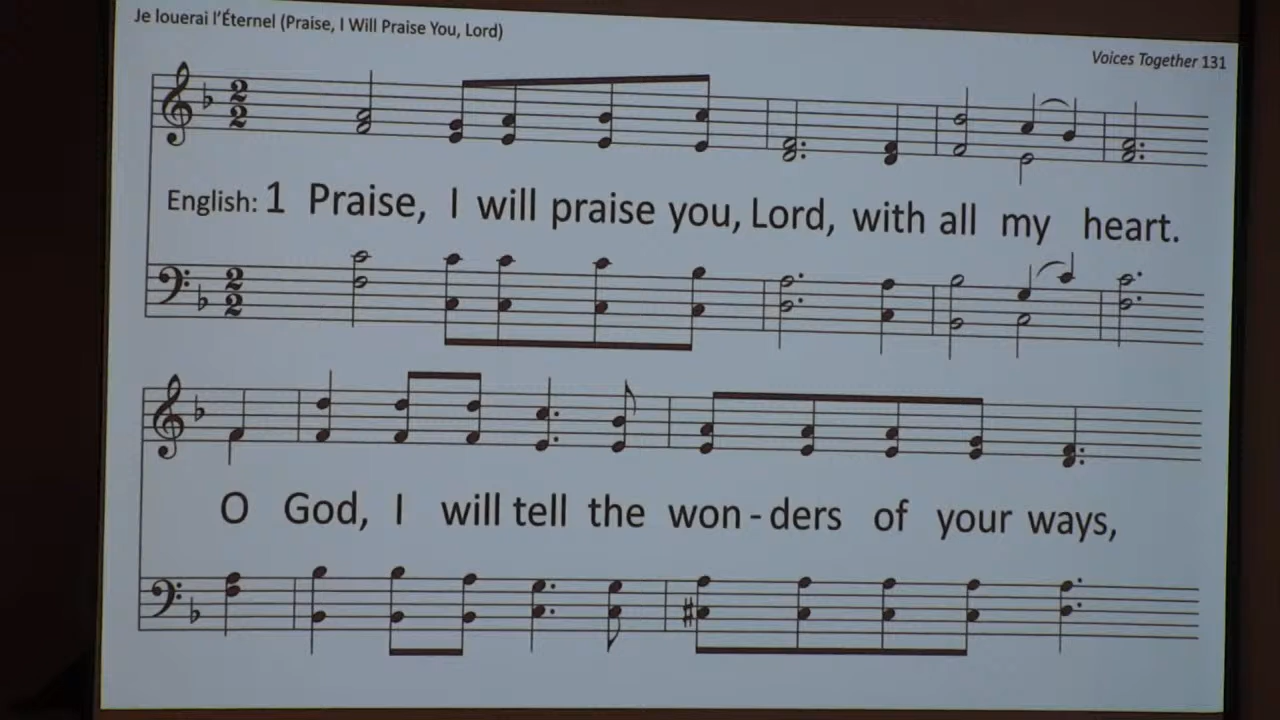 Je louerai l'Éternel (Praise, I Will Praise You, Lord)
Voices Together 131
English: 1 Praise, I will praise you, Lord, with all my heart.
O God, I will tell the won - ders of your ways,